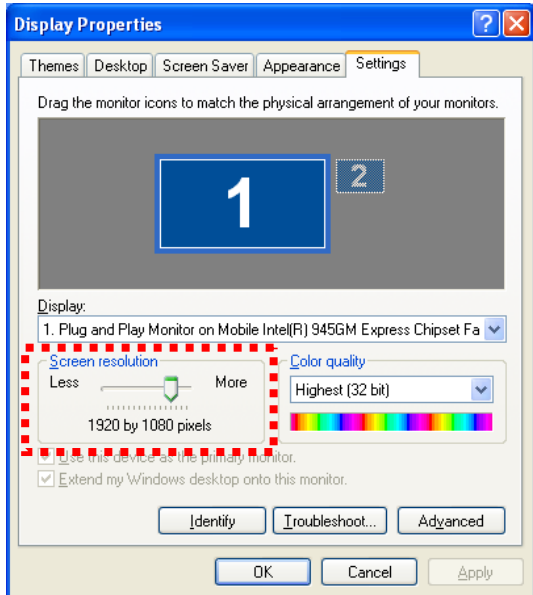 Display Properties
Themes Desktop Screen Saver Appearance Settings
Drag the monitor icons to match the physical arrangement of your monitors.
1 2
Display:
1. Plug and Play Monitor on Mobile Intel(R) 945GM Express Chipset Fa
Screen resolution
Less More
1920 by 1080 pixels
Color quality
Highest (32 bit)
Use this device as the primary monitor.
Extend my Windows desktop onto this monitor.
Identify Troubleshoot... Advanced
OK Cancel Apply